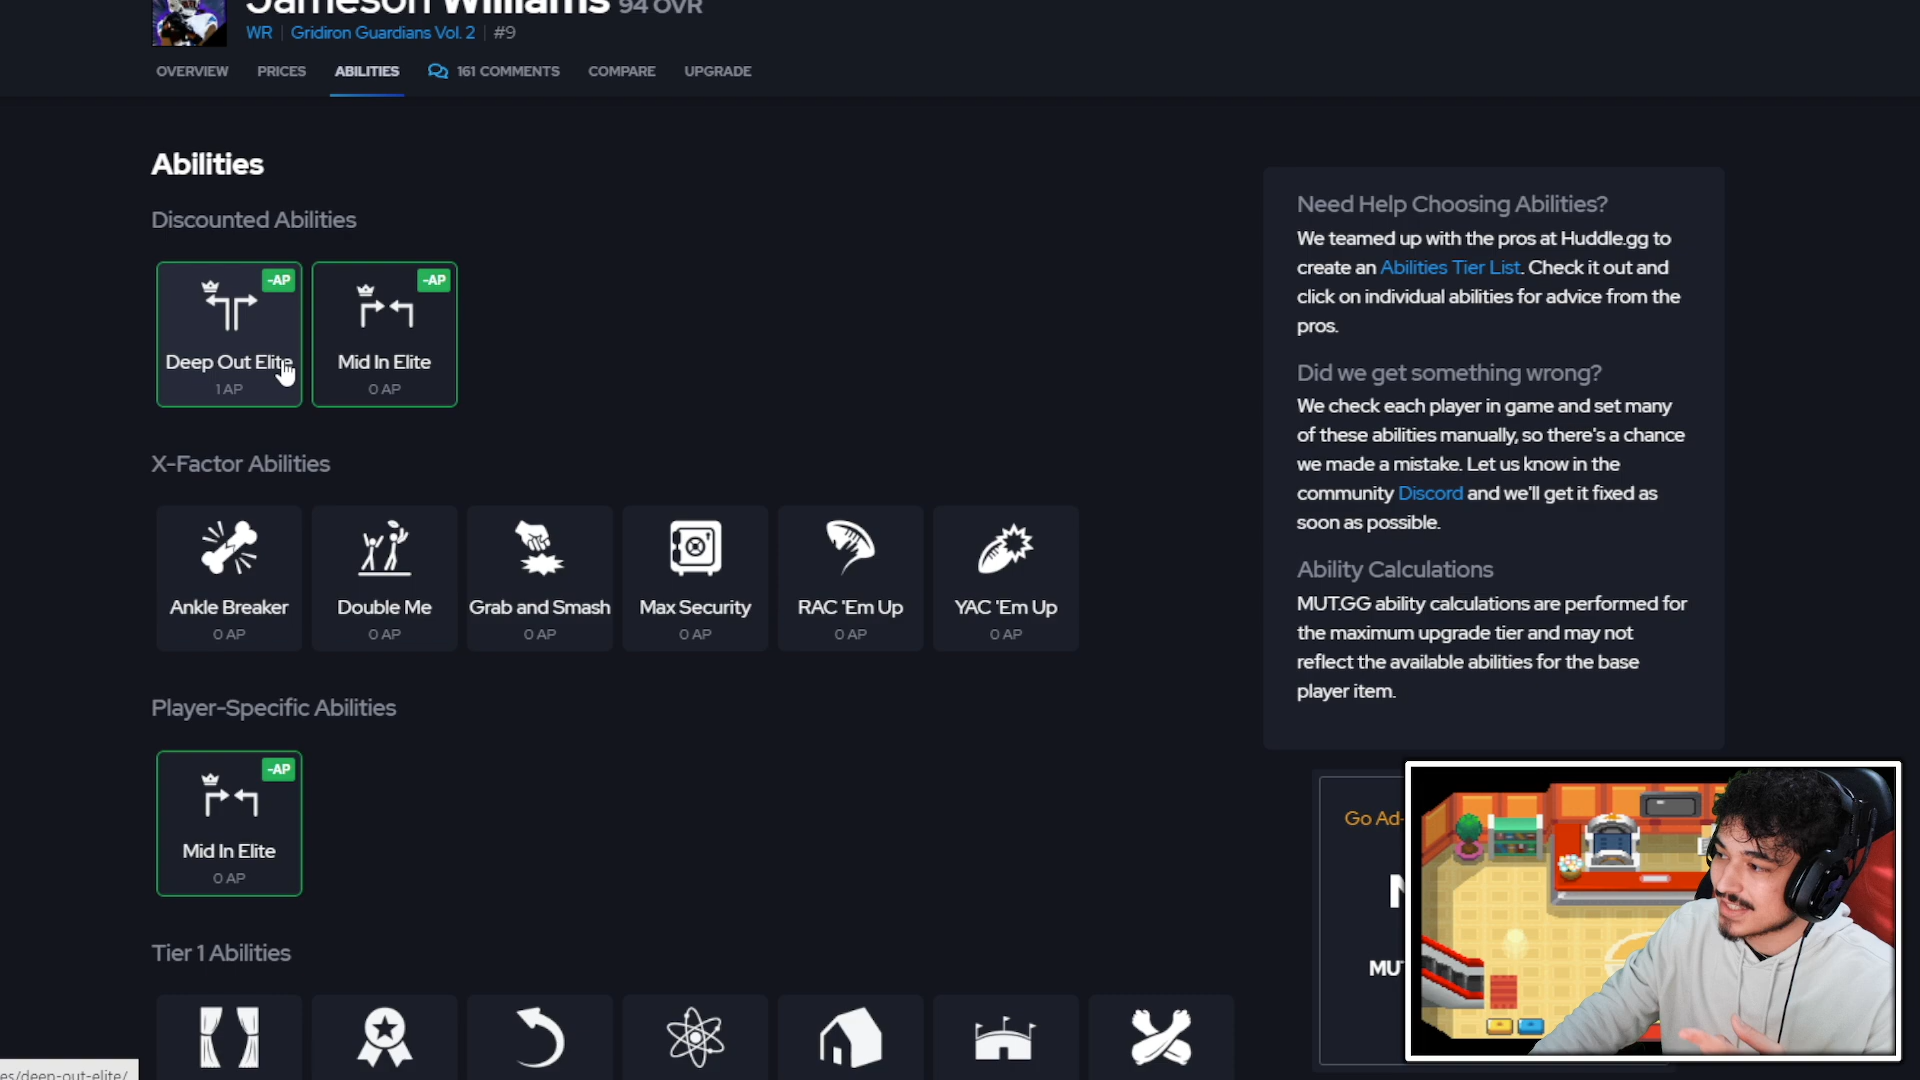 Jameson Williams 94 OVR
WR | Gridiron Guardians Vol. 2 | #9
OVERVIEW PRICES ABILITIES 161 COMMENTS COMPARE UPGRADE
Abilities
Discounted Abilities
-AP -AP
Deep Out Elite Mid In Elite
1 AP 0 AP
X-Factor Abilities
Ankle Breaker Double Me Grab and Smash Max Security RAC 'Em Up YAC 'Em Up
0 AP 0 AP 0 AP 0 AP 0 AP 0 AP
Player-Specific Abilities
-AP
Mid In Elite
0 AP
Tier 1 Abilities
Need Help Choosing Abilities?
We teamed up with the pros at Huddle.gg to
create an Abilities Tier List. Check it out and
click on individual abilities for advice from the
pros.
Did we get something wrong?
We check each player in game and set many
of these abilities manually, so there's a chance
we made a mistake. Let us know in the
community Discord and we'll get it fixed as
soon as possible.
Ability Calculations
MUT.GG ability calculations are performed for
the maximum upgrade tier and may not
reflect the available abilities for the base
player item.
Go Ad-
MU
es/deep-out-elite/